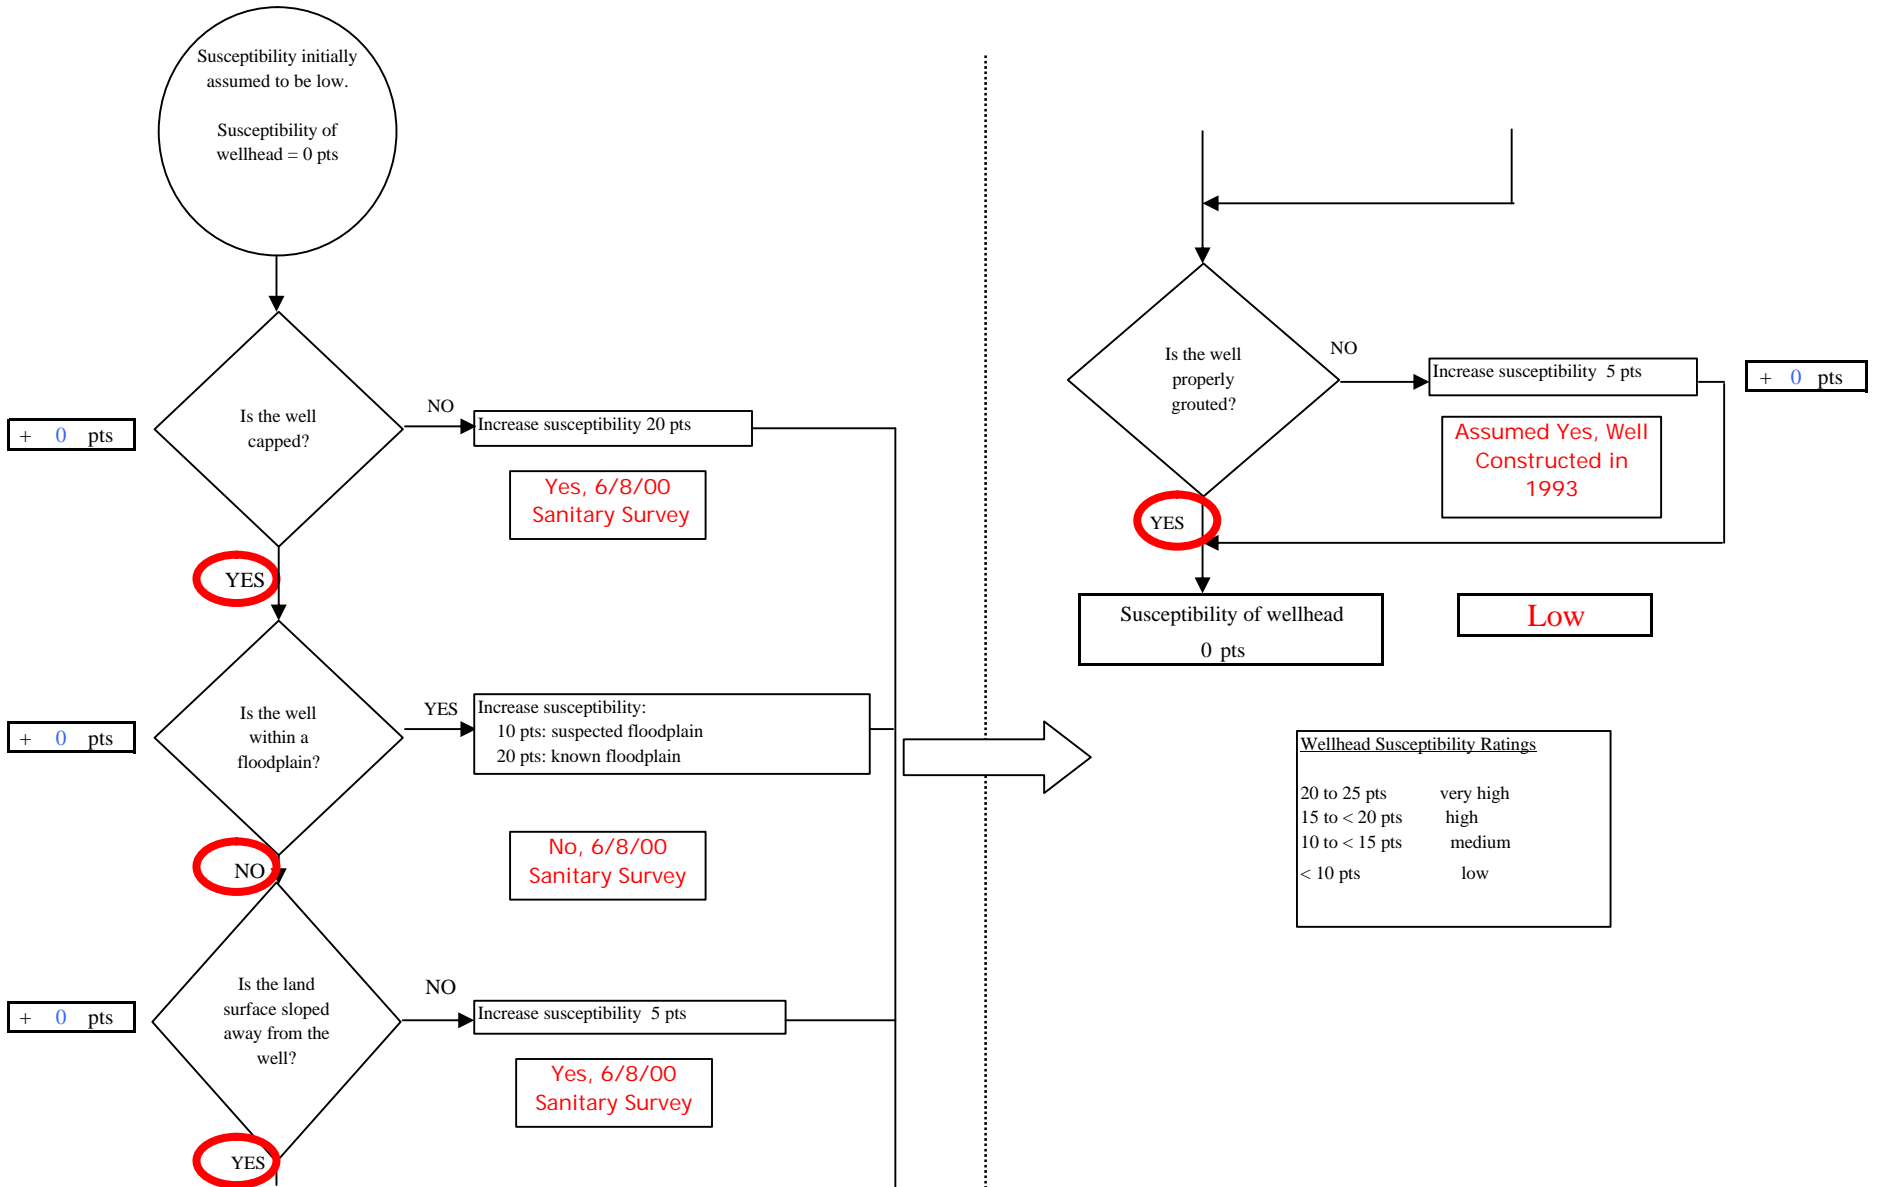 Susceptibility initially
assumed to be low.
Susceptibility of
wellhead = 0 pts
Is the well
capped?
NO
Increase susceptibility 20 pts
+ 0 pts
Yes, 6/8/00
Sanitary Survey
YES
Is the well
within a
floodplain?
YES
Increase susceptibility:
10 pts: suspected floodplain
20 pts: known floodplain
+ 0 pts
No, 6/8/00
Sanitary Survey
NO
Is the land
surface sloped
away from the
well?
NO
Increase susceptibility 5 pts
+ 0 pts
Yes, 6/8/00
Sanitary Survey
YES
Is the well
properly
grouted?
NO
Increase susceptibility 5 pts
+ 0 pts
Assumed Yes, Well
Constructed in
1993
YES
Susceptibility of wellhead
0 pts
Low
Wellhead Susceptibility Ratings
20 to 25 pts very high
15 to < 20 pts high
10 to < 15 pts medium
< 10 pts low